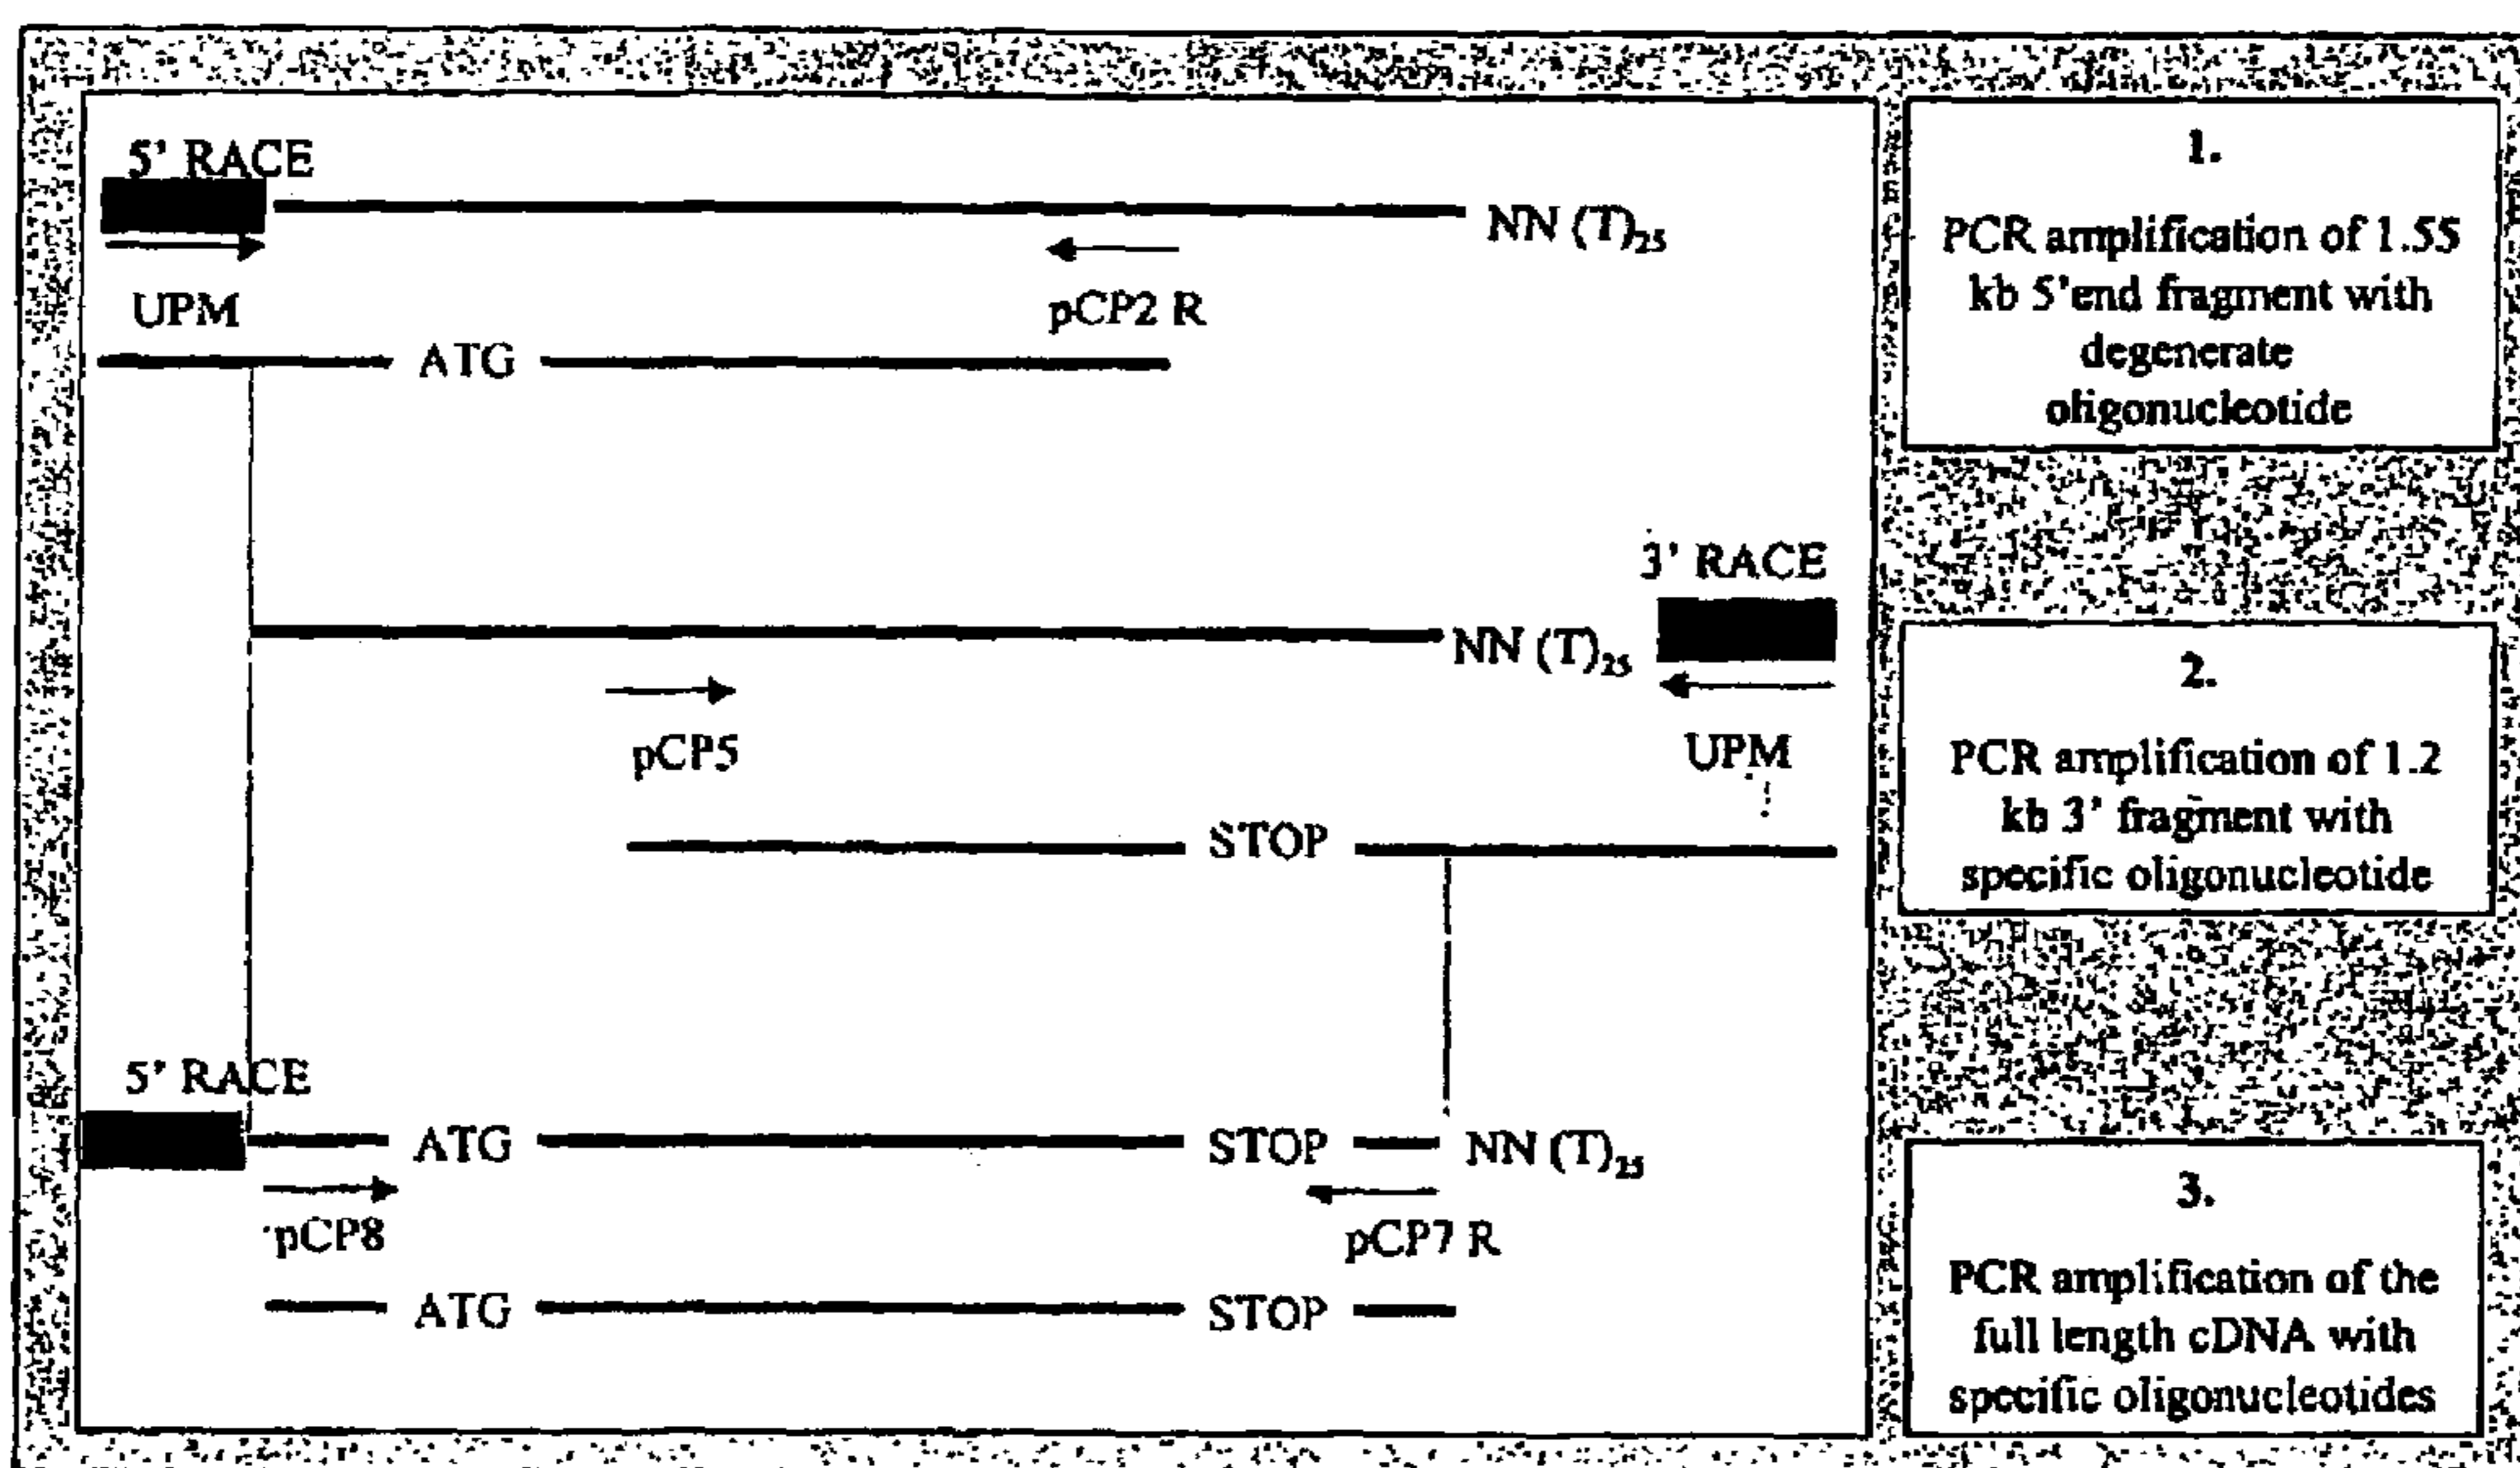 5' RACE
NN (T)25
UPM
pCP2 R
ATG
1.
PCR amplification of 1.55
kb 5'end fragment with
degenerate
oligonucleotide
3' RACE
NN (T)25
pCP5
UPM
STOP
2.
PCR amplification of 1.2
kb 3' fragment with
specific oligonucleotide
5' RACE
ATG
STOP
NN (T)25
pCP8
pCP7 R
ATG
STOP
3.
PCR amplification of the
full length cDNA with
specific oligonucleotides